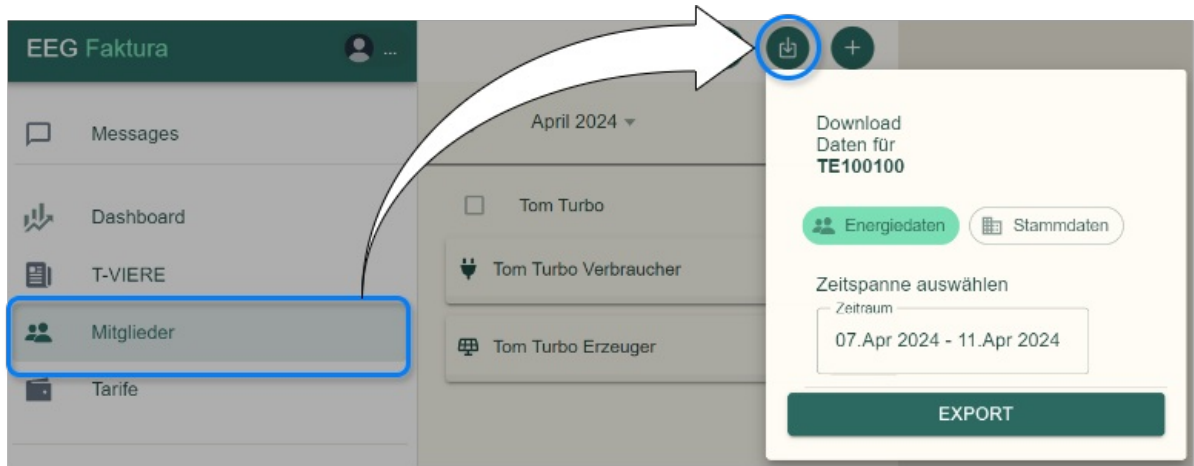 EEG Faktura
...
Messages
Dashboard
T-VIERE
Mitglieder
Tarife
+
April 2024
Tom Turbo
Tom Turbo Verbraucher
Tom Turbo Erzeuger
Download
Daten für
TE100100
Energiedaten
Stammdaten
Zeitspanne auswählen
Zeitraum
07.Apr 2024 - 11.Apr 2024
EXPORT